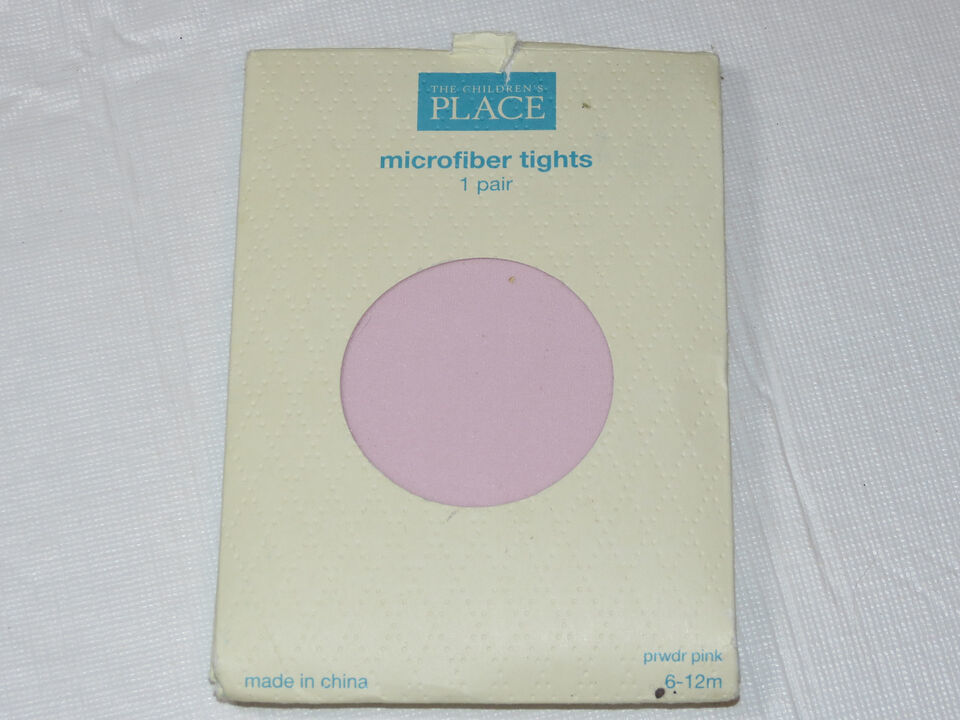 THE CHILDREN'S
PLACE
microfiber tights
1 pair
prwdr pink
made in china
6-12m